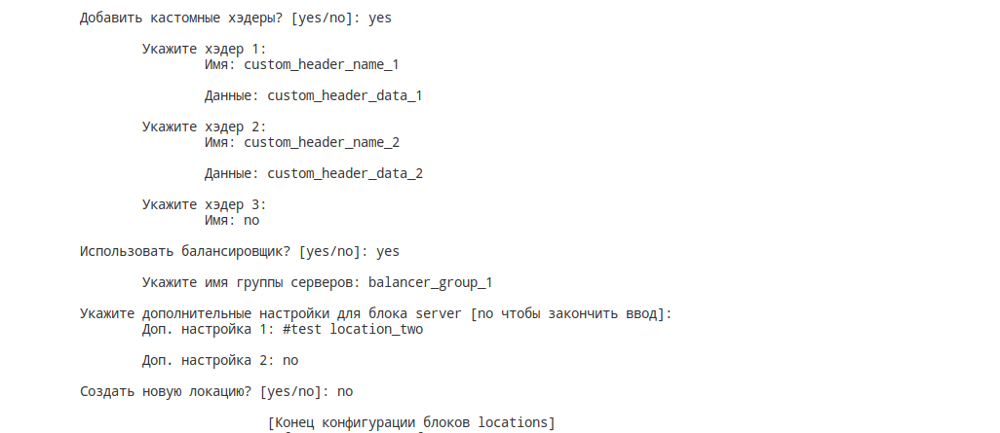 Добавить кастомные хэдеры? [yes/no]: yes
Укажите хэдер 1:
Имя: custom_header_name_1
Данные: custom_header_data_1
Укажите хэдер 2:
Имя: custom_header_name_2
Данные: custom_header_data_2
Укажите хэдер 3:
Имя: no
Использовать балансировщик? [yes/no]: yes
Укажите имя группы серверов: balancer_group_1
Укажите дополнительные настройки для блока server [no чтобы закончить ввод]:
Доп. настройка 1: #test location_two
Доп. настройка 2: no
Создать новую локацию? [yes/no]: no
[Конец конфигурации блоков locations]